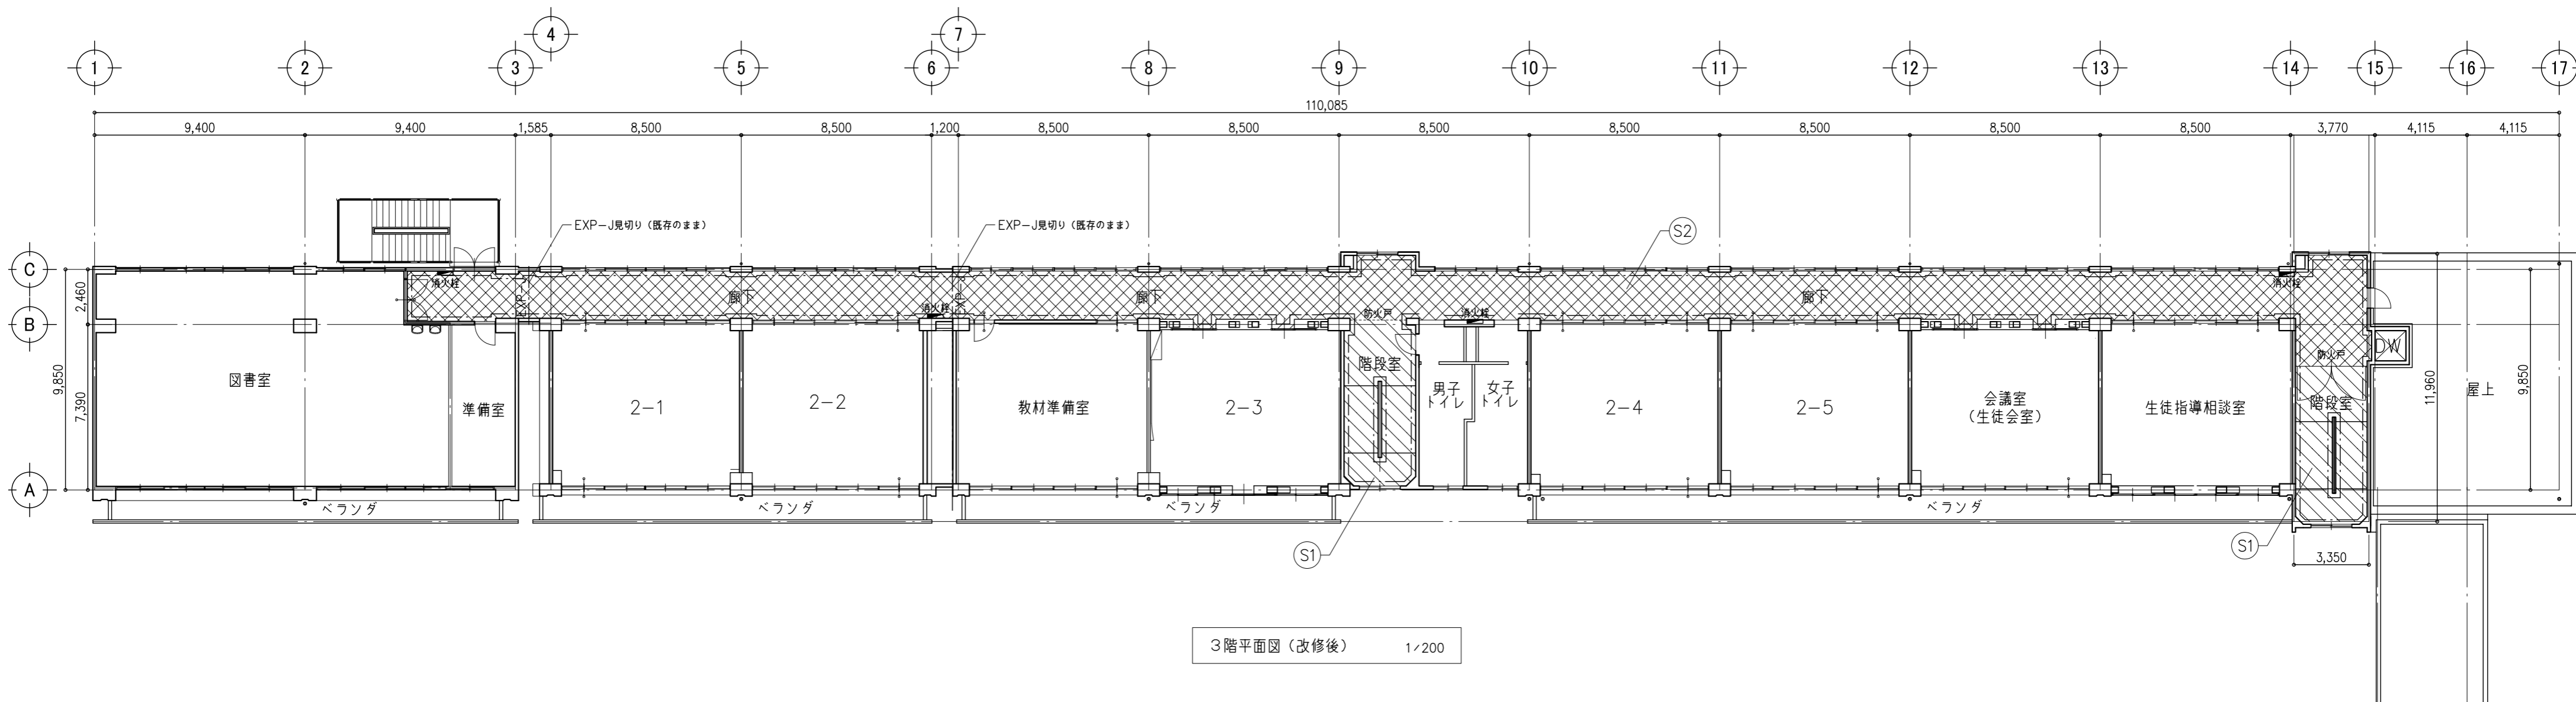 4
7
1
2
3
5
6
8
9
10
11
12
13
14
15
16
17
110,085
9,400
9,400
1,585
8,500
8,500
1,200
8,500
8,500
8,500
8,500
8,500
8,500
8,500
3,770
4,115
4,115
EXP-J見切り(既存のまま)
EXP-J見切り(既存のまま)
S2
C
B
A
2,460
7,390
9,850
消火栓
EXP-J
廊下
消火栓
EXP-J
廊下
防火戸
消火栓
廊下
消火栓
防火戸
DW
図書室
準備室
2-1
2-2
教材準備室
2-3
階段室
男子
トイレ
女子
トイレ
2-4
2-5
会議室
(生徒会室)
生徒指導相談室
階段室
屋上
11,960
9,850
ベランダ
ベランダ
ベランダ
ベランダ
S1
S1
3,350
3階平面図(改修後) 1/200